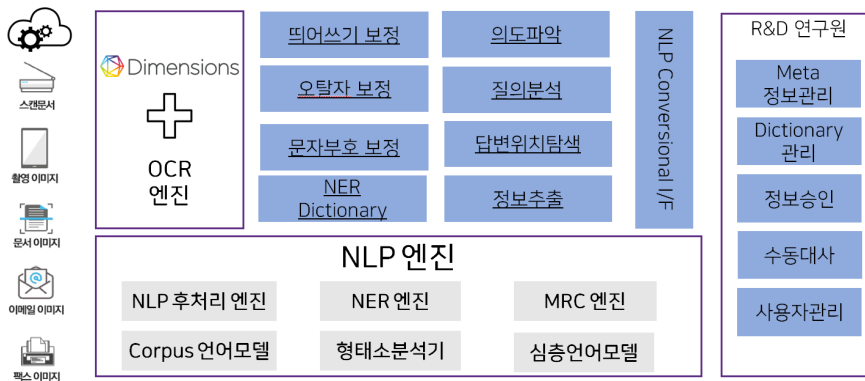 스캔문서
촬영 이미지
문서 이미지
이메일 이미지
팩스 이미지
Dimensions
OCR
엔진
띄어쓰기 보정
오탈자 보정
문자부호 보정
NER
Dictionary
의도파악
질의분석
답변위치탐색
정보추출
NLP Conversional I/F
NLP 엔진
NLP 후처리 엔진
NER 엔진
MRC 엔진
Corpus 언어모델
형태소분석기
심층언어모델
R&D 연구원
Meta
정보관리
Dictionary
관리
정보승인
수동대사
사용자관리